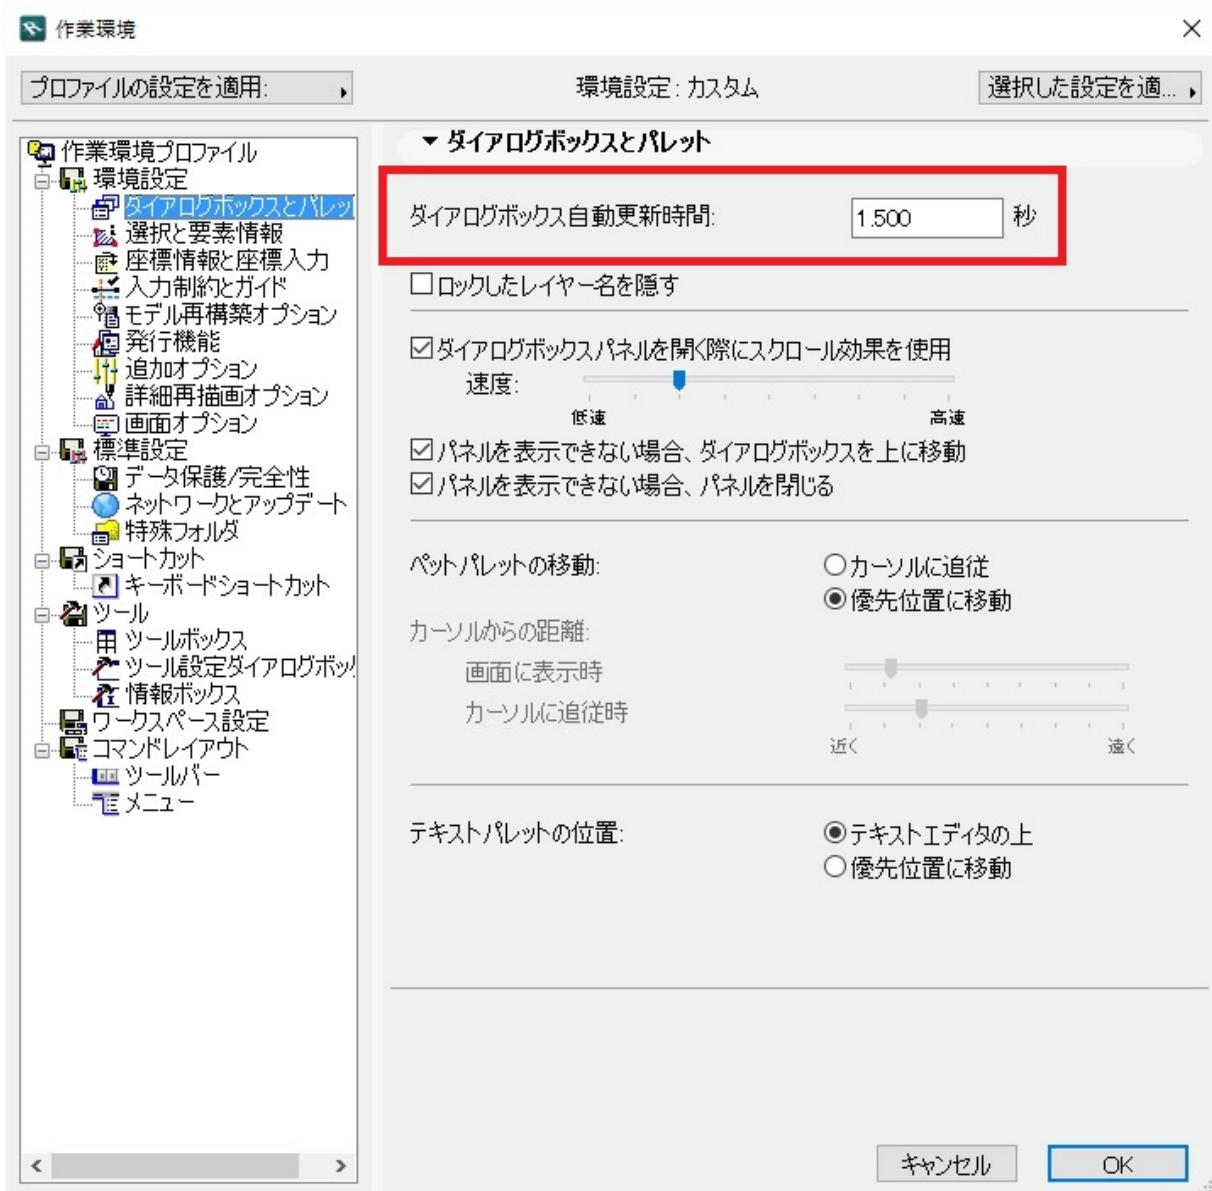 作業環境
プロファイルの設定を適用:
環境設定 : カスタム
選択した設定を適...
作業環境プロファイル
環境設定
ダイアログボックスとパレッ
選択と要素情報
座標情報と座標入力
入力制約とガイド
モデル再構築オプション
発行機能
追加オプション
詳細再描画オプション
画面オプション
標準設定
データ保護/完全性
ネットワークとアップデート
特殊フォルダ
ショートカット
キーボードショートカット
ツール
ツールボックス
ツール設定ダイアログボッ
情報ボックス
ワークスペース設定
コマンドレイアウト
ツールバー
メニュー
ダイアログボックスとパレット
ダイアログボックス自動更新時間: 1.500 秒
ロックしたレイヤー名を隠す
ダイアログボックスパネルを開く際にスクロール効果を使用
速度:
低速 高速
パネルを表示できない場合、ダイアログボックスを上に移動
パネルを表示できない場合、パネルを閉じる
ペットパレットの移動: カーソルに追従
優先位置に移動
カーソルからの距離:
画面に表示時
カーソルに追従時
近く 遠く
テキストパレットの位置: テキストエディタの上
優先位置に移動
キャンセル OK